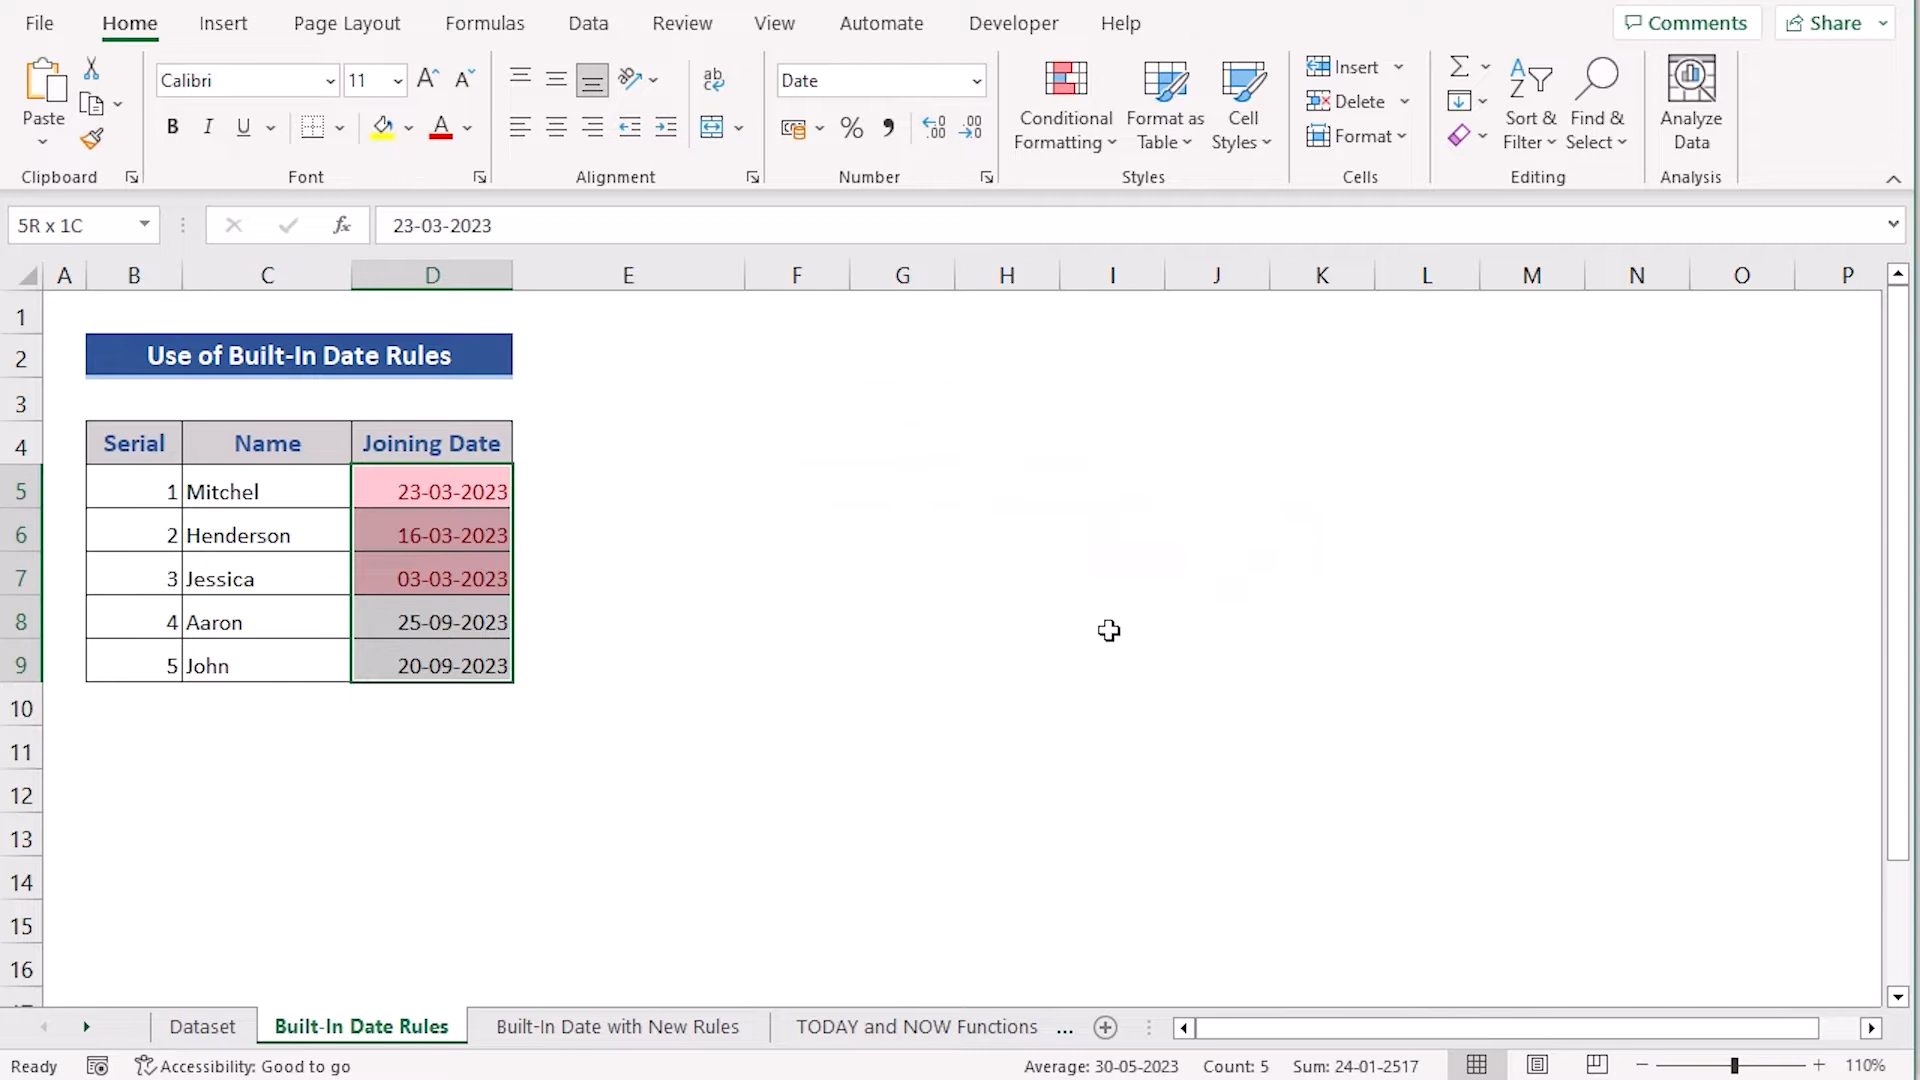 File Home Insert Page Layout Formulas Data Review View Automate Developer Help Comments Share
Calibri 11 Date
Paste
B I U ab % 9 .00 .00
Conditional Formatting
Format as Table
Cell Styles
Insert
Delete
Format
Sort & Filter
Find & Select
Analyze Data
Clipboard Font Alignment Number Styles Cells Editing Analysis
5R x 1C fx 23-03-2023
A B C D E F G H I J K L M N O P
1
2 Use of Built-In Date Rules
3
4 Serial Name Joining Date
5 1 Mitchel 23-03-2023
6 2 Henderson 16-03-2023
7 3 Jessica 03-03-2023
8 4 Aaron 25-09-2023
9 5 John 20-09-2023
10
11
12
13
14
15
16
Dataset Built-In Date Rules Built-In Date with New Rules TODAY and NOW Functions ...
Ready Accessibility: Good to go Average: 30-05-2023 Count: 5 Sum: 24-01-2517 110%